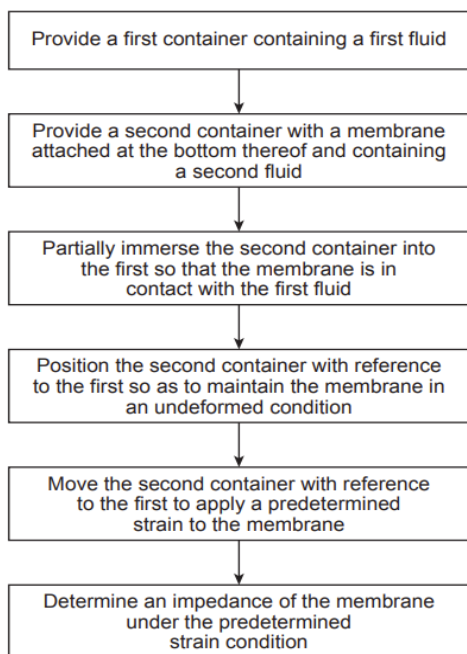 Provide a first container containing a first fluid
Provide a second container with a membrane
attached at the bottom thereof and containing
a second fluid
Partially immerse the second container into
the first so that the membrane is in
contact with the first fluid
Position the second container with reference
to the first so as to maintain the membrane in
an undeformed condition
Move the second container with reference
to the first to apply a predetermined
strain to the membrane
Determine an impedance of the membrane
under the predetermined
strain condition